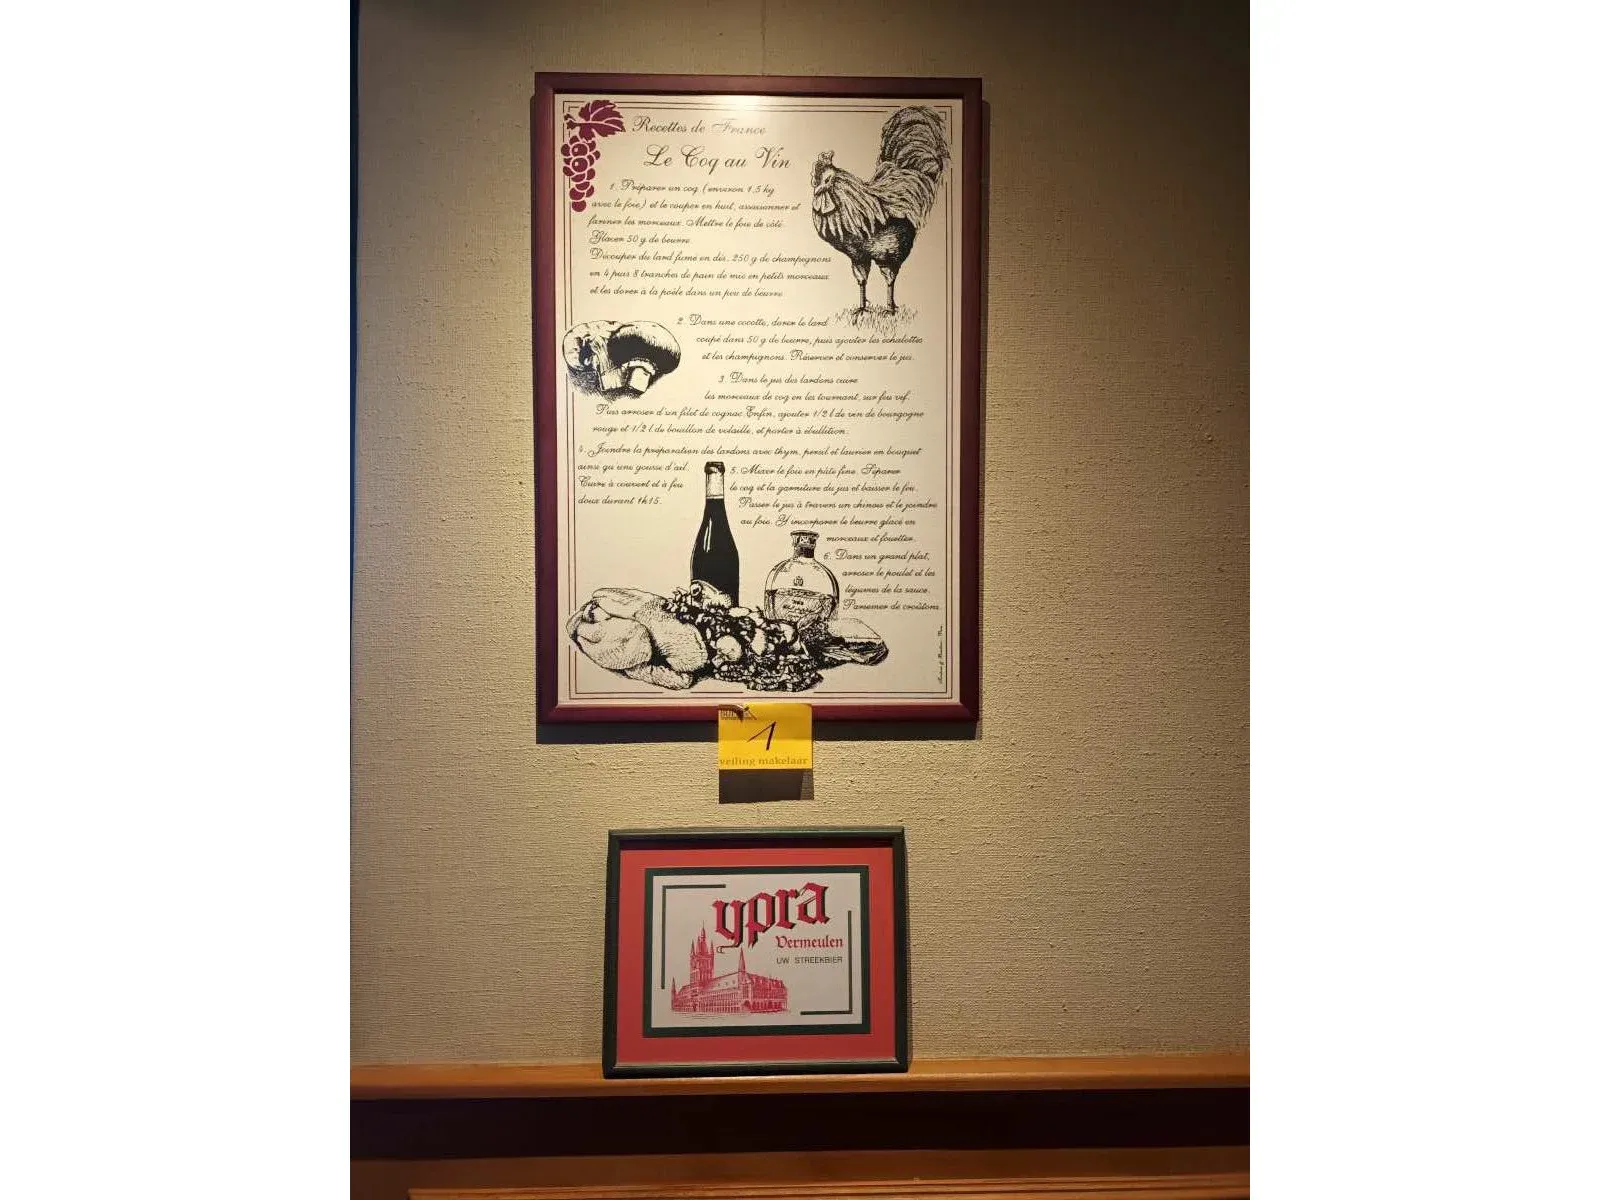 Recettes de France
Le Coq au Vin
1. Préparer un coq (environ 1,5 kg
avec le foie) et le couper en huit, assaisonner et
fariner les morceaux. Mettre le foie de côté.
Glacer 50 g de beurre.
Découper du lard fumé en dés, 250 g de champignons
en 4 puis 8 tranches de pain de mie en petits morceaux
et les dorer à la poêle dans un peu de beurre.
2. Dans une cocotte, dorer le lard
coupé dans 50 g de beurre, puis ajouter les échalottes
et les champignons. Réserver et conserver le jus.
3. Dans le jus des lardons cuire
les morceaux de coq en les tournant, sur feu vif.
Puis arroser d'un filet de cognac. Enfin, ajouter 1/2 l de ven de bourgogne
rouge et 1/2 l de bouillon de volaille, et porter à ébullition.
4. Joindre la préparation des lardons avec thym, persil et laurier en bouquet
ainsi qu'une gousse d'ail.
Cuire à couvert et à feu
doux durant 1h15.
5. Mixer le foie en pâte fine. Séparer
le coq et la garniture du jus et baisser le feu.
Passer le jus à travers un chinois et le joindre
au foie. Y incorporer le beurre glacé en
morceaux et fouetter.
6. Dans un grand plat,
arroser le poulet et les
légumes de la sauce.
Parsemer de croûtons.
1
veiling makelaar
ypra
Vermeulen
UW STREEKBIER